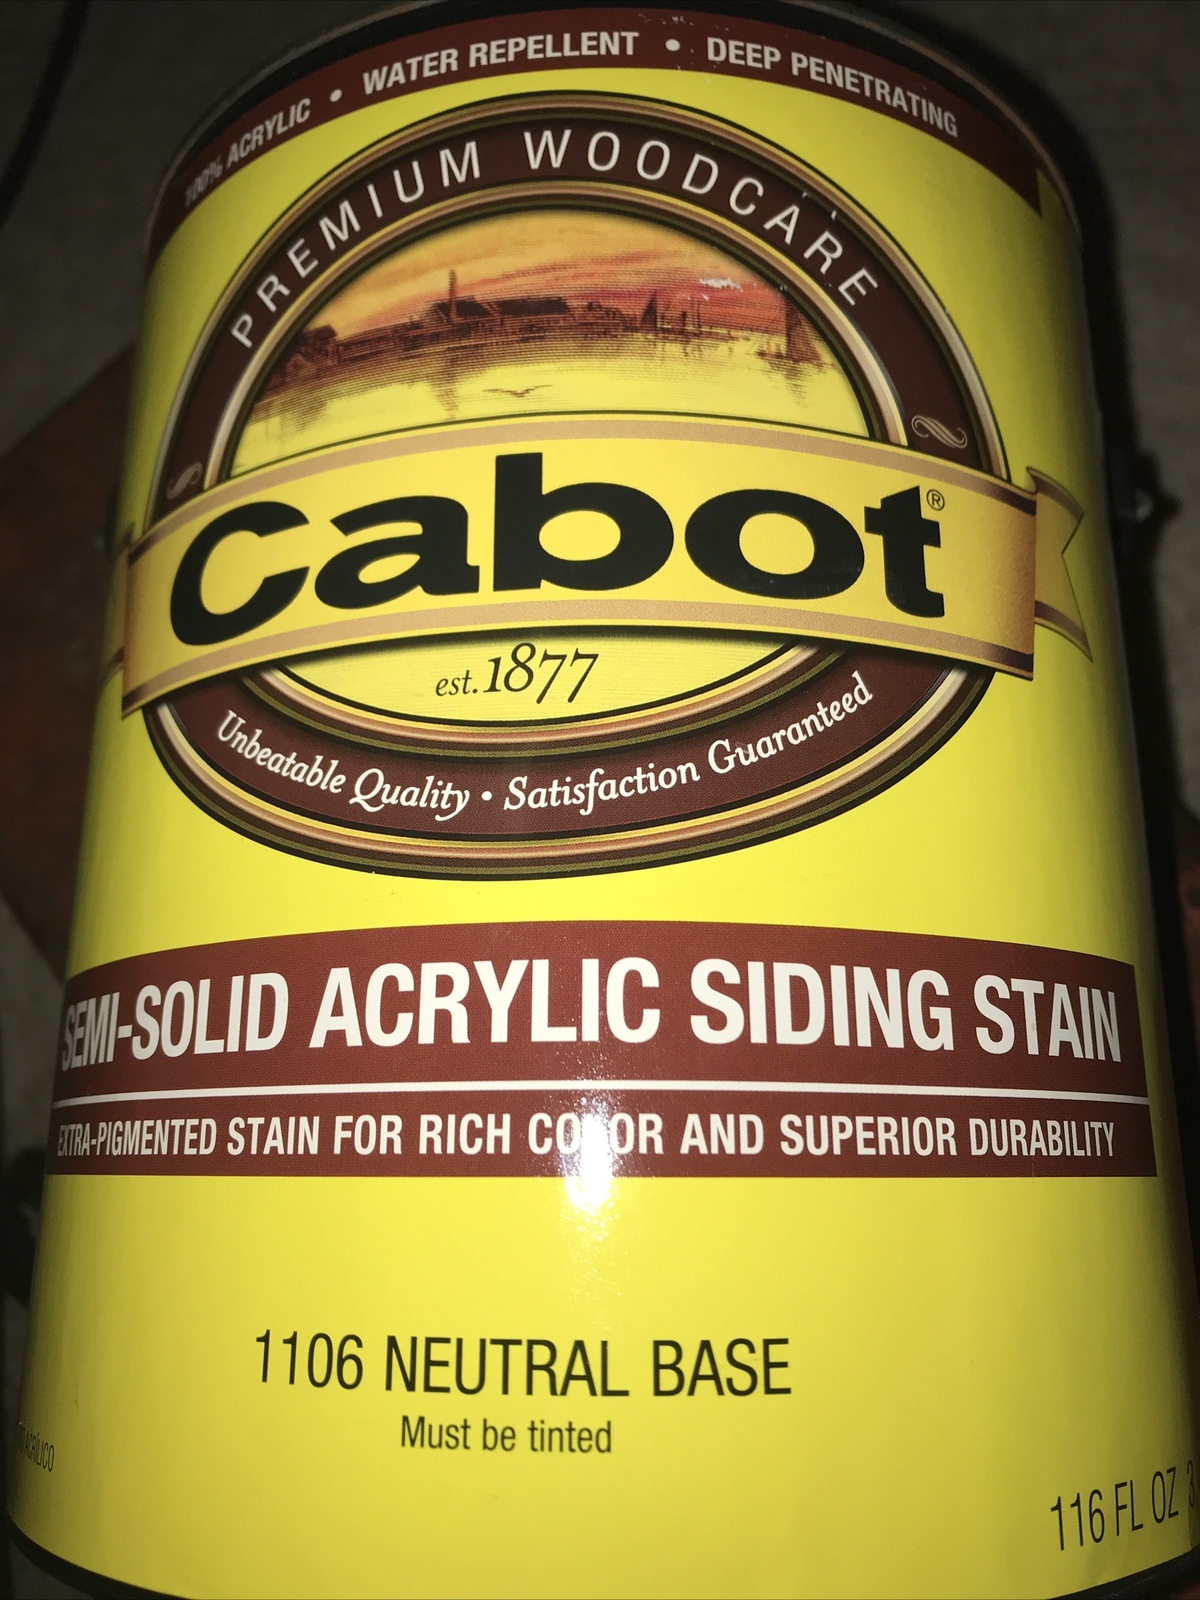 100% ACRYLIC • WATER REPELLENT • DEEP PENETRATING
PREMIUM WOODCARE
Cabot®
est. 1877
Unbeatable Quality • Satisfaction Guaranteed
SEMI-SOLID ACRYLIC SIDING STAIN
EXTRA-PIGMENTED STAIN FOR RICH COLOR AND SUPERIOR DURABILITY
1106 NEUTRAL BASE
Must be tinted
116 FL OZ